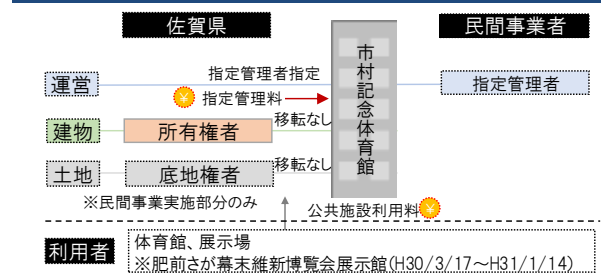 佐賀県
民間事業者
市村記念体育館
運営
指定管理者指定
¥ 指定管理料
指定管理者
建物
所有権者
移転なし
土地
底地権者
移転なし
※民間事業実施部分のみ
公共施設利用料¥
利用者
体育館、展示場
※肥前さが幕末維新博覧会展示館(H30/3/17～H31/1/14)